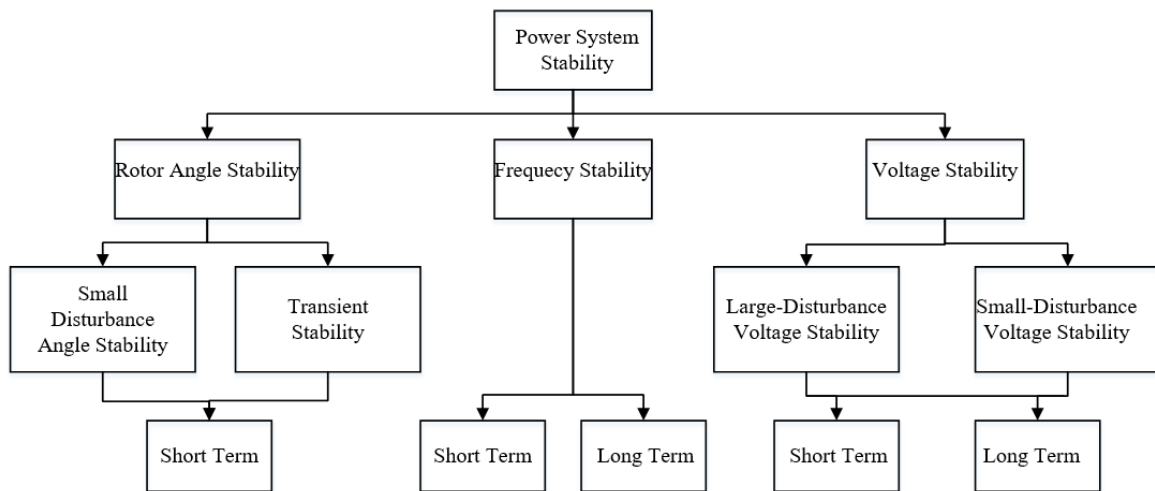 Power System
Stability
Rotor Angle Stability
Frequecy Stability
Voltage Stability
Small
Disturbance
Angle Stability
Transient
Stability
Large-Disturbance
Voltage Stability
Small-Disturbance
Voltage Stability
Short Term
Short Term
Long Term
Short Term
Long Term